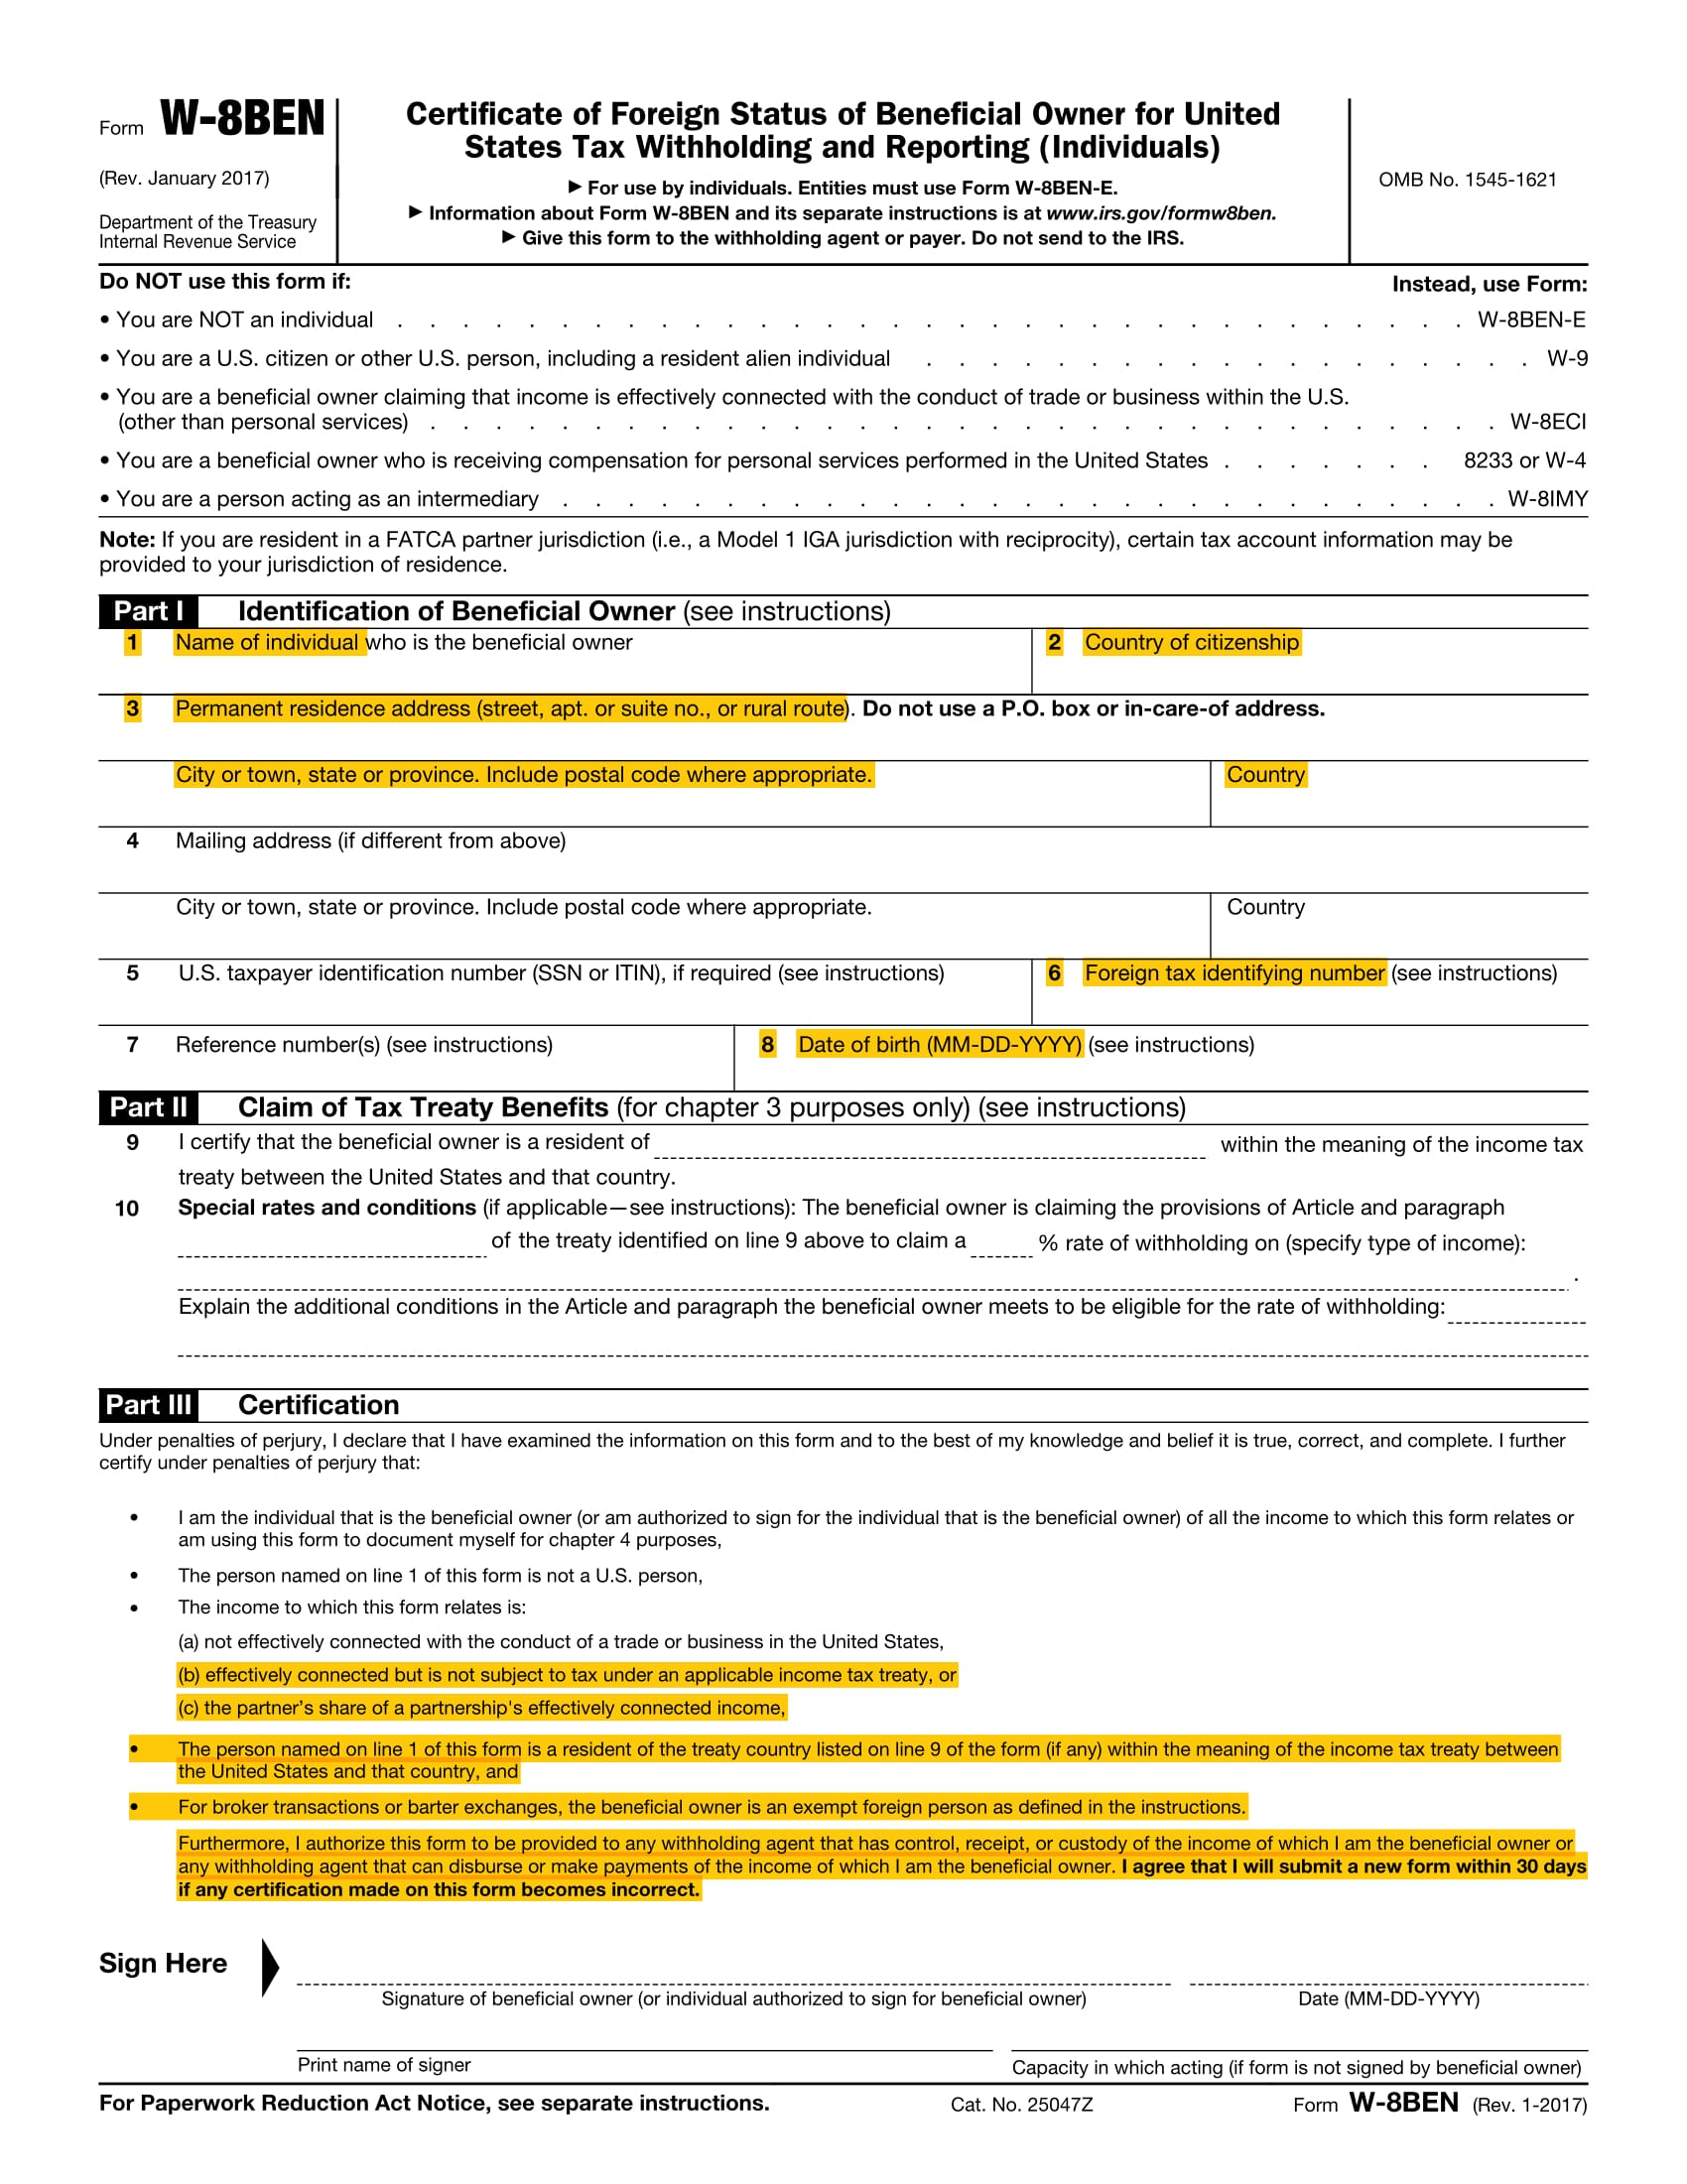 Form W-8BEN
(Rev. January 2017)
Department of the Treasury
Internal Revenue Service
Certificate of Foreign Status of Beneficial Owner for United
States Tax Withholding and Reporting (Individuals)
▶ For use by individuals. Entities must use Form W-8BEN-E.
▶ Information about Form W-8BEN and its separate instructions is at www.irs.gov/formw8ben.
▶ Give this form to the withholding agent or payer. Do not send to the IRS.
OMB No. 1545-1621
Do NOT use this form if: Instead, use Form:
• You are NOT an individual . . . . . . . . . . . . . . . . . . . . . . . . . . . . . . . . . W-8BEN-E
• You are a U.S. citizen or other U.S. person, including a resident alien individual . . . . . . . . . . . . . . . . . . . W-9
• You are a beneficial owner claiming that income is effectively connected with the conduct of trade or business within the U.S.
(other than personal services) . . . . . . . . . . . . . . . . . . . . . . . . . . . . . . . . . W-8ECI
• You are a beneficial owner who is receiving compensation for personal services performed in the United States . . . . . . . 8233 or W-4
• You are a person acting as an intermediary . . . . . . . . . . . . . . . . . . . . . . . . . . . . . W-8IMY
Note: If you are resident in a FATCA partner jurisdiction (i.e., a Model 1 IGA jurisdiction with reciprocity), certain tax account information may be
provided to your jurisdiction of residence.
Part I Identification of Beneficial Owner (see instructions)
1 Name of individual who is the beneficial owner
2 Country of citizenship
3 Permanent residence address (street, apt. or suite no., or rural route). Do not use a P.O. box or in-care-of address.
City or town, state or province. Include postal code where appropriate.
Country
4 Mailing address (if different from above)
City or town, state or province. Include postal code where appropriate.
Country
5 U.S. taxpayer identification number (SSN or ITIN), if required (see instructions)
6 Foreign tax identifying number (see instructions)
7 Reference number(s) (see instructions)
8 Date of birth (MM-DD-YYYY) (see instructions)
Part II Claim of Tax Treaty Benefits (for chapter 3 purposes only) (see instructions)
9 I certify that the beneficial owner is a resident of within the meaning of the income tax
treaty between the United States and that country.
10 Special rates and conditions (if applicable—see instructions): The beneficial owner is claiming the provisions of Article and paragraph
of the treaty identified on line 9 above to claim a % rate of withholding on (specify type of income):
.
Explain the additional conditions in the Article and paragraph the beneficial owner meets to be eligible for the rate of withholding:
Part III Certification
Under penalties of perjury, I declare that I have examined the information on this form and to the best of my knowledge and belief it is true, correct, and complete. I further
certify under penalties of perjury that:
• I am the individual that is the beneficial owner (or am authorized to sign for the individual that is the beneficial owner) of all the income to which this form relates or
am using this form to document myself for chapter 4 purposes,
• The person named on line 1 of this form is not a U.S. person,
• The income to which this form relates is:
(a) not effectively connected with the conduct of a trade or business in the United States,
(b) effectively connected but is not subject to tax under an applicable income tax treaty, or
(c) the partner's share of a partnership's effectively connected income,
• The person named on line 1 of this form is a resident of the treaty country listed on line 9 of the form (if any) within the meaning of the income tax treaty between
the United States and that country, and
• For broker transactions or barter exchanges, the beneficial owner is an exempt foreign person as defined in the instructions.
Furthermore, I authorize this form to be provided to any withholding agent that has control, receipt, or custody of the income of which I am the beneficial owner or
any withholding agent that can disburse or make payments of the income of which I am the beneficial owner. I agree that I will submit a new form within 30 days
if any certification made on this form becomes incorrect.
Sign Here
Signature of beneficial owner (or individual authorized to sign for beneficial owner)
Date (MM-DD-YYYY)
Print name of signer
Capacity in which acting (if form is not signed by beneficial owner)
For Paperwork Reduction Act Notice, see separate instructions. Cat. No. 25047Z Form W-8BEN (Rev. 1-2017)